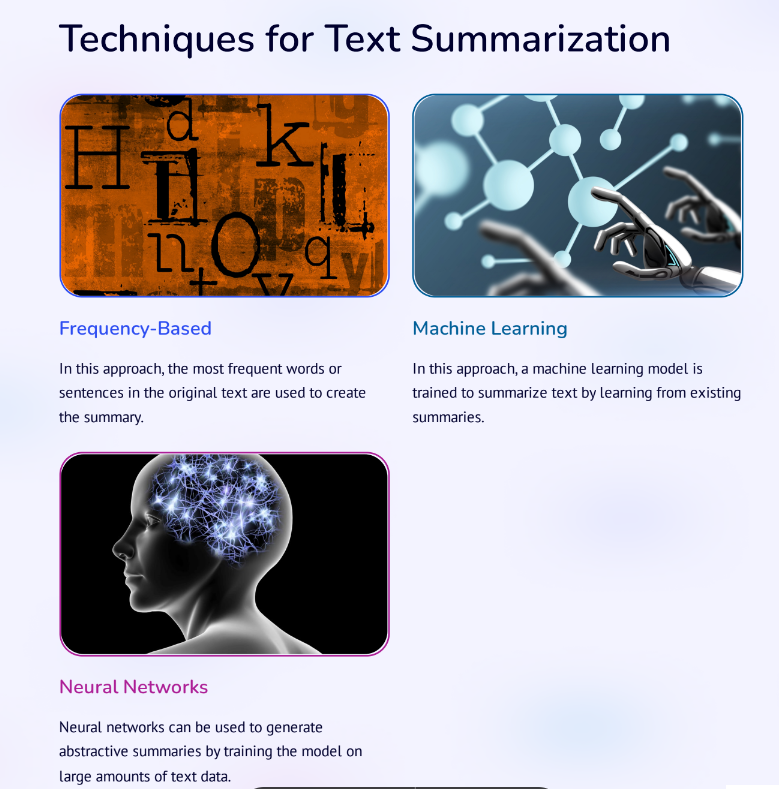 Techniques for Text Summarization
H d k
n O q
t y yl
Frequency-Based
In this approach, the most frequent words or
sentences in the original text are used to create
the summary.
Machine Learning
In this approach, a machine learning model is
trained to summarize text by learning from existing
summaries.
Neural Networks
Neural networks can be used to generate
abstractive summaries by training the model on
large amounts of text data.